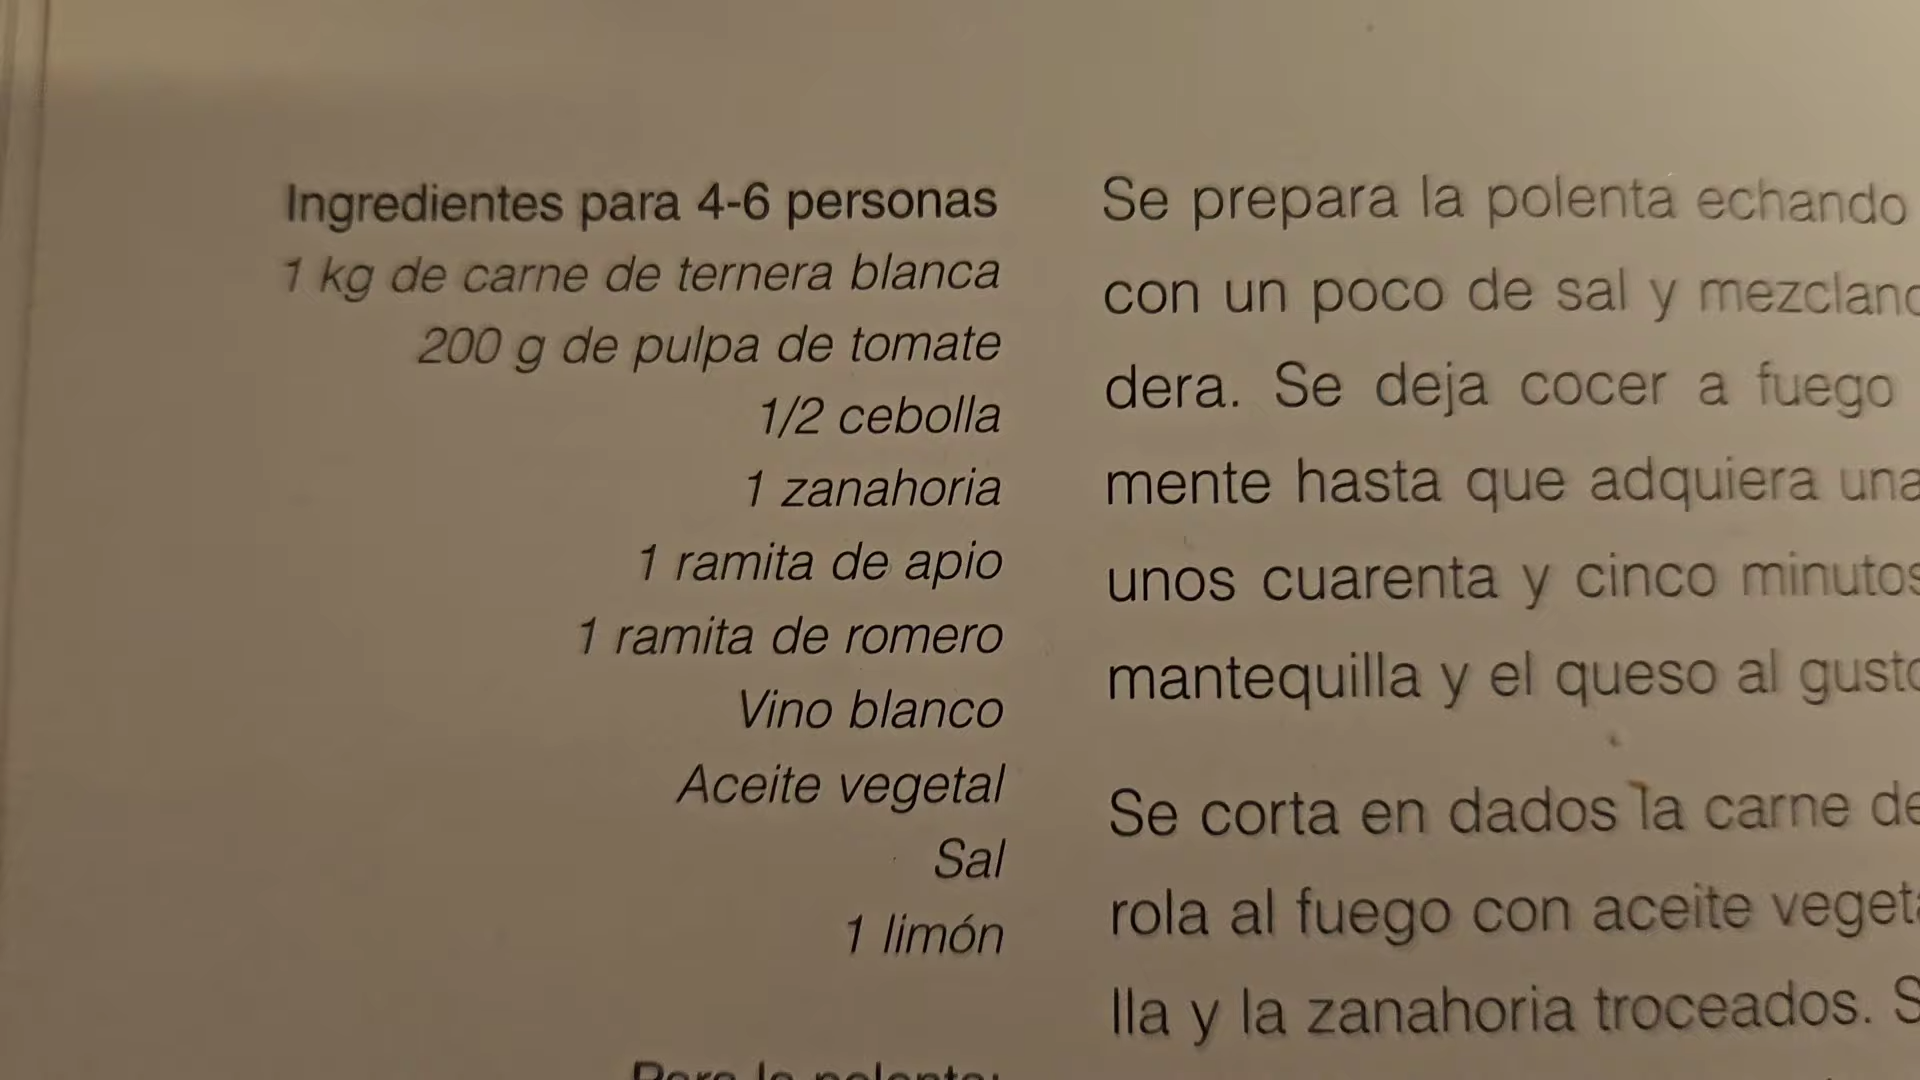 Ingredientes para 4-6 personas
1 kg de carne de ternera blanca
200 g de pulpa de tomate
1/2 cebolla
1 zanahoria
1 ramita de apio
1 ramita de romero
Vino blanco
Aceite vegetal
Sal
1 limón
Para la polenta:
Se prepara la polenta echando
con un poco de sal y
dera. Se deja cocer a fuego
mente hasta que adquiera una
unos cuarenta y cinco minutos
mantequilla y el queso al
Se corta en dados la carne de
rola al fuego con aceite
lla y la zanahoria troceados.